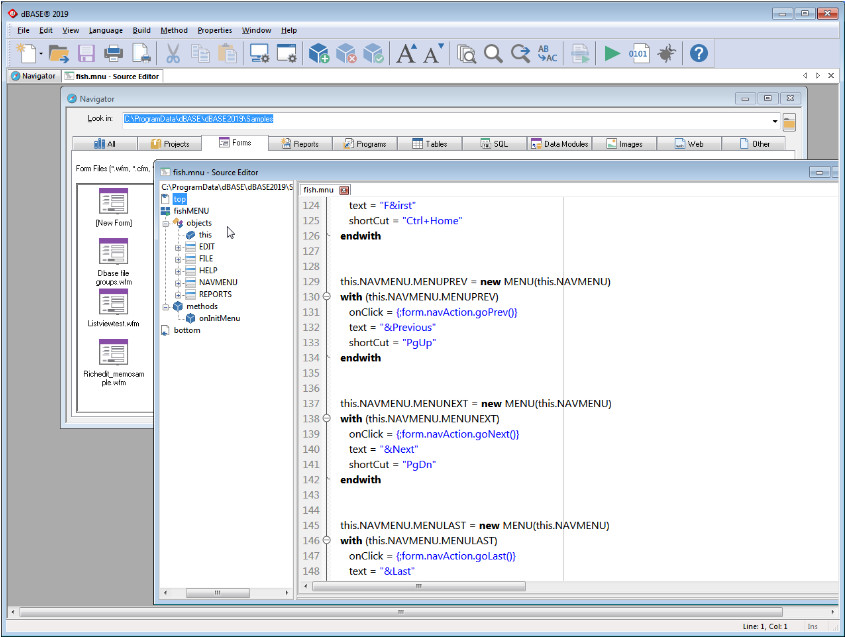 dBASE® 2019
File Edit View Language Build Method Properties Window Help
AB
AC
0101
Navigator fish.mnu - Source Editor
Navigator
Look in: C:\ProgramData\dBASE\dBASE2019\Samples
All Projects Forms Reports Programs Tables SQL Data Modules Images Web Other
Form Files (*.wfm, *.cfm,
[New Form]
Dbase file
groups.wfm
Listviewtest.wfm
Richedit_memosam
ple.wfm
fish.mnu - Source Editor
C:\ProgramData\dBASE\dBASE2019\S
top
fishMENU
objects
this
EDIT
FILE
HELP
NAVMENU
REPORTS
methods
onInitMenu
bottom
fish.mnu
124 text = "F&irst"
125 shortCut = "Ctrl+Home"
126 endwith
127
128
129 this.NAVMENU.MENUPREV = new MENU(this.NAVMENU)
130 with (this.NAVMENU.MENUPREV)
131 onClick = {;form.navAction.goPrev()}
132 text = "&Previous"
133 shortCut = "PgUp"
134 endwith
135
136
137 this.NAVMENU.MENUNEXT = new MENU(this.NAVMENU)
138 with (this.NAVMENU.MENUNEXT)
139 onClick = {;form.navAction.goNext()}
140 text = "&Next"
141 shortCut = "PgDn"
142 endwith
143
144
145 this.NAVMENU.MENULAST = new MENU(this.NAVMENU)
146 with (this.NAVMENU.MENULAST)
147 onClick = {;form.navAction.goLast()}
148 text = "&Last"
Line: 1, Col: 1 Ins